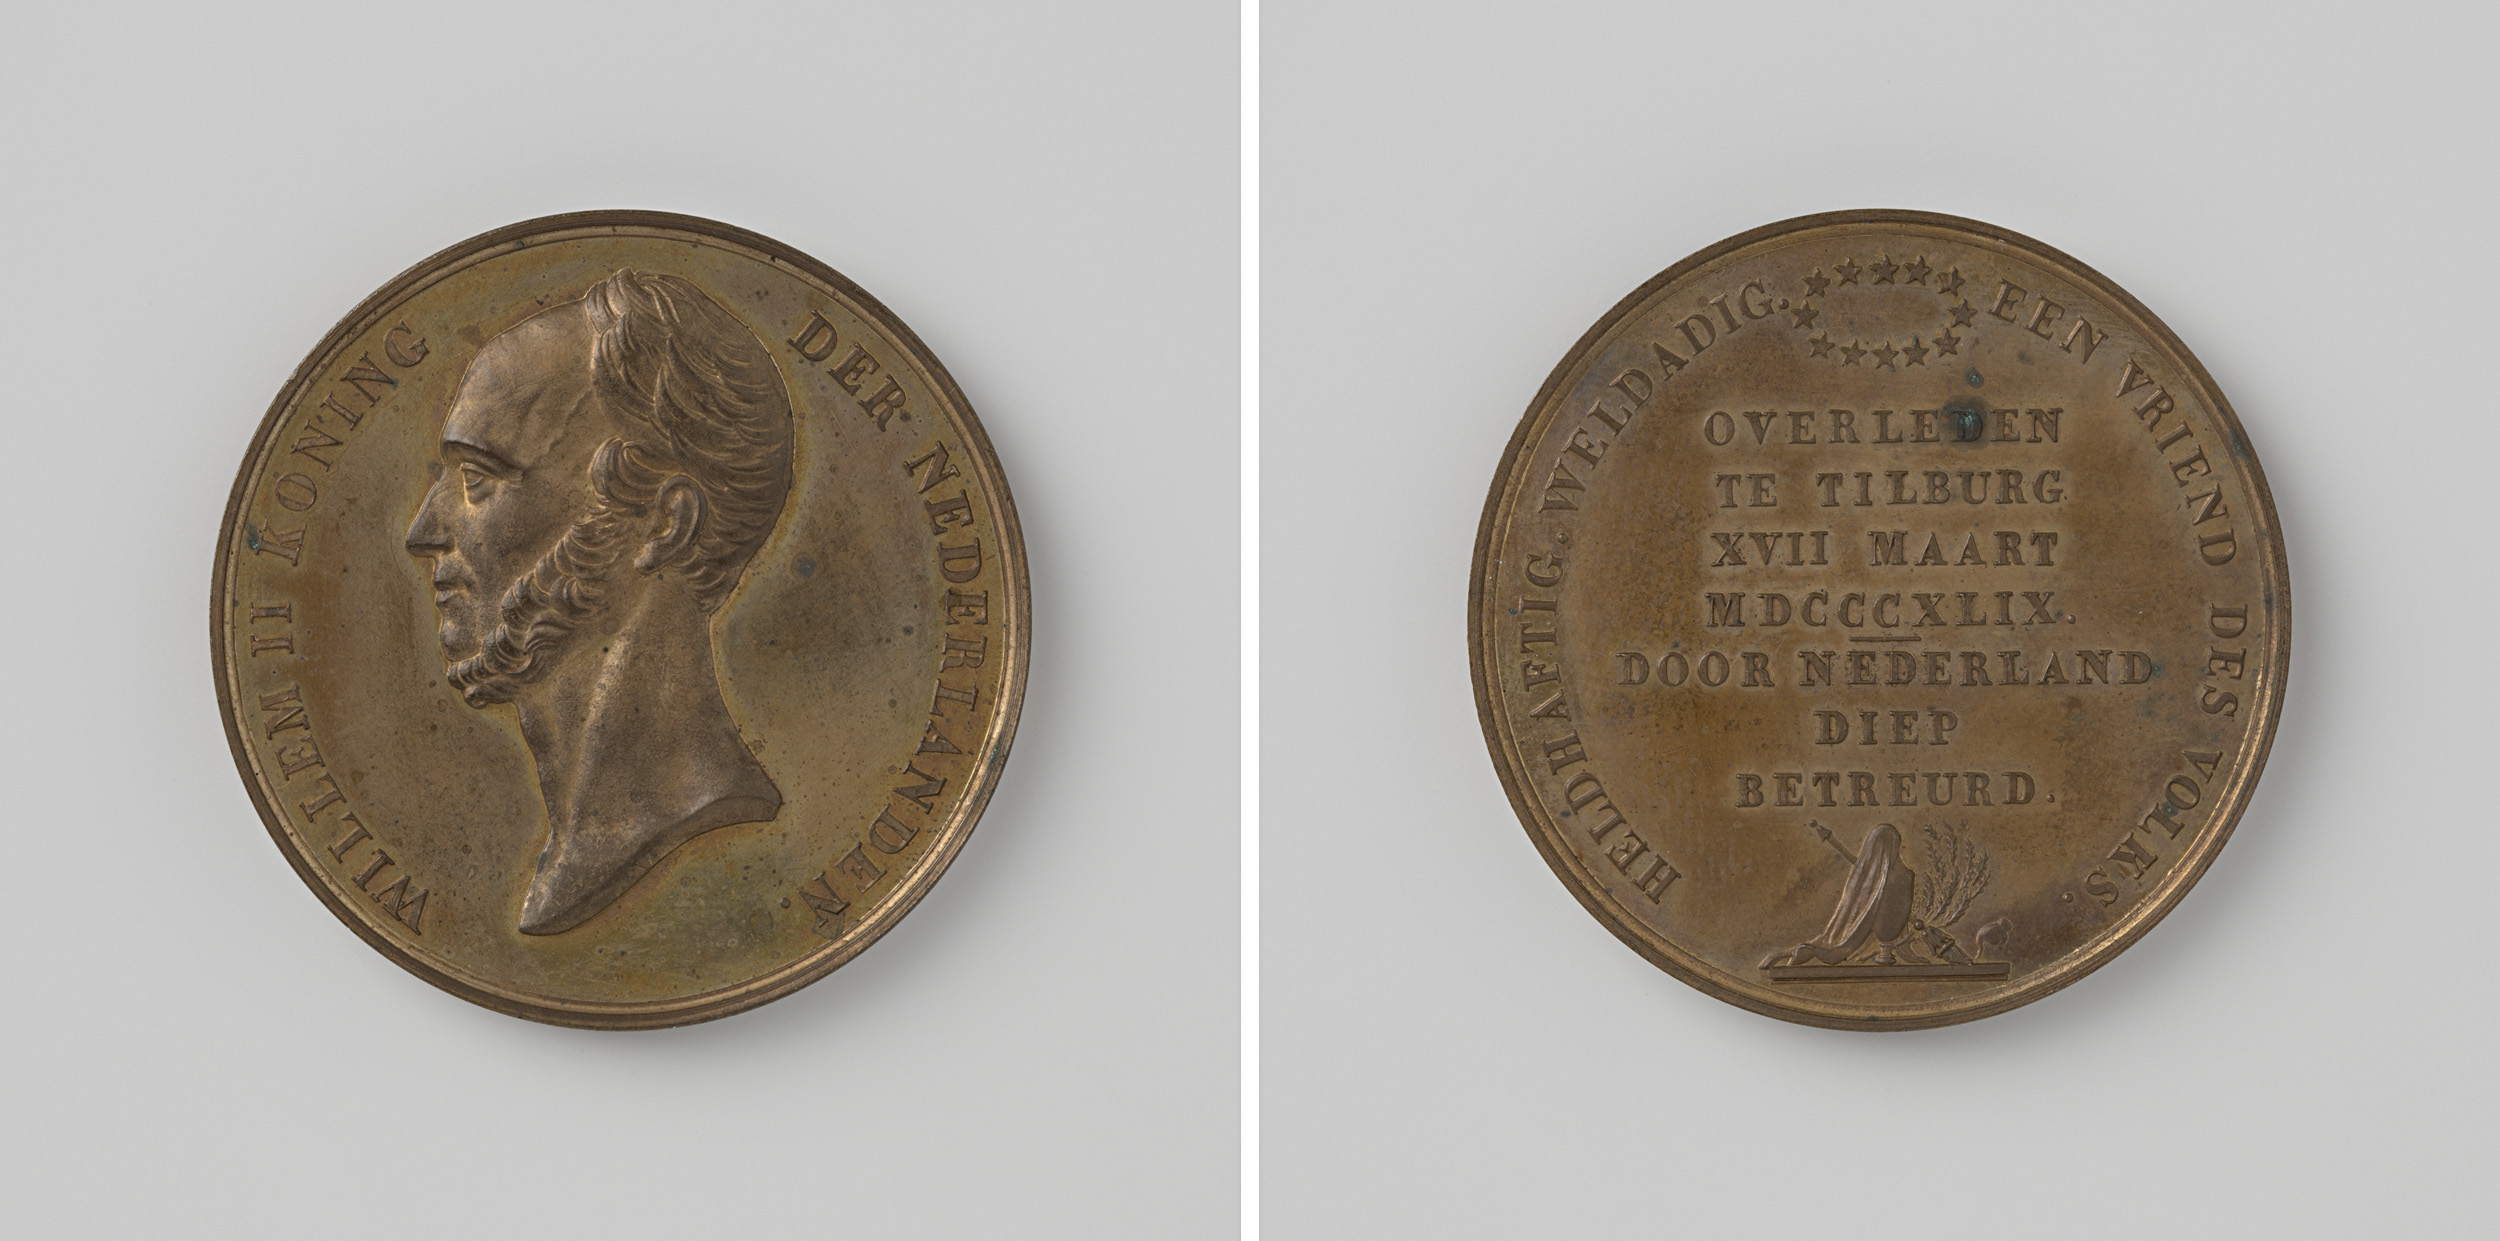 WILLEM II KONING DER NEDERLANDEN.
HELDHAFTIG. WELDADIG. EEN VRIEND DES VOLKS.
OVERLEDEN
TE TILBURG
XVII MAART
MDCCCXLIX.
DOOR NEDERLAND
DIEP
BETREURD.